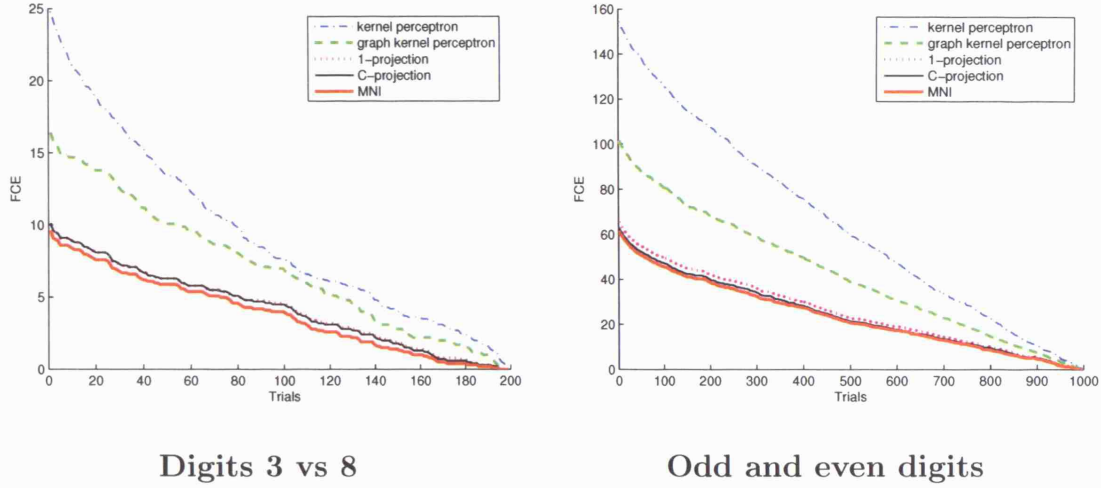 25
20
15
10
5
0
FCE
kernel perceptron
graph kernel perceptron
1-projection
C-projection
MNI
0 20 40 60 80 100 120 140 160 180 200
Trials
160
140
120
100
80
60
40
20
0
FCE
kernel perceptron
graph kernel perceptron
1-projection
C-projection
MNI
0 100 200 300 400 500 600 700 800 900 1000
Trials
Digits 3 vs 8
Odd and even digits